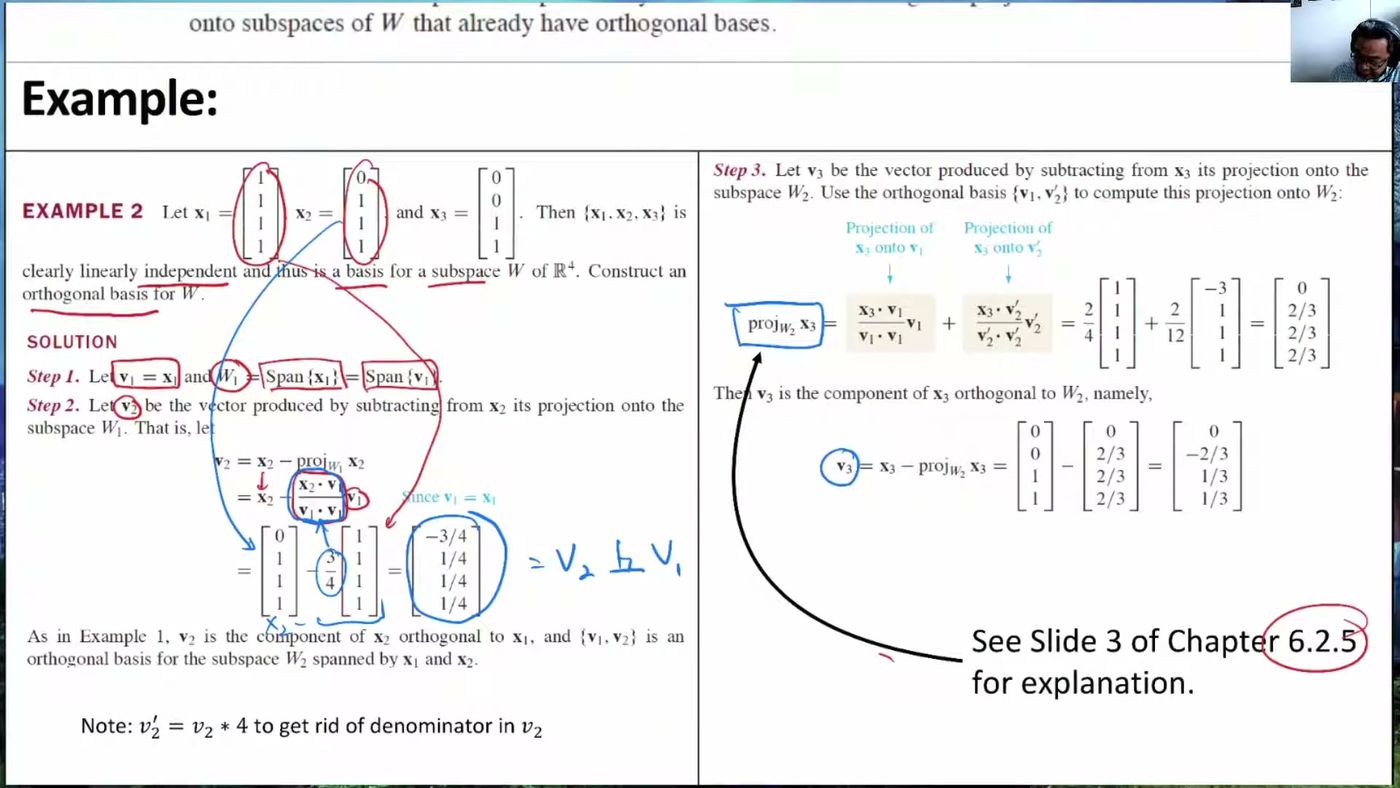 onto subspaces of W that already have orthogonal bases.
Example:
EXAMPLE 2 Let x₁ = [1 1 1 1] x₂ = [0 1 1 1] and x₃ = [0 0 1 1]. Then {x₁, x₂, x₃} is
clearly linearly independent and thus is a basis for a subspace W of ℝ⁴. Construct an
orthogonal basis for W.
SOLUTION
Step 1. Let v₁ = x₁ and W₁ = Span {x₁} = Span {v₁}.
Step 2. Let v₂ be the vector produced by subtracting from x₂ its projection onto the
subspace W₁. That is, let
v₂ = x₂ − proj_W₁ x₂
= x₂ − (x₂ · v₁)/(v₁ · v₁) v₁ Since v₁ = x₁
= [0 1 1 1] − 3/4 [1 1 1 1] = [−3/4 1/4 1/4 1/4] = V₂ ⊥ V₁
x₂ −
As in Example 1, v₂ is the component of x₂ orthogonal to x₁, and {v₁, v₂} is an
orthogonal basis for the subspace W₂ spanned by x₁ and x₂.
Note: v₂′ = v₂ * 4 to get rid of denominator in v₂
Step 3. Let v₃ be the vector produced by subtracting from x₃ its projection onto the
subspace W₂. Use the orthogonal basis {v₁, v₂′} to compute this projection onto W₂:
Projection of Projection of
x₃ onto v₁ x₃ onto v₂′
proj_W₂ x₃ = (x₃ · v₁)/(v₁ · v₁) v₁ + (x₃ · v₂′)/(v₂′ · v₂′) v₂′ = 2/4 [1 1 1 1] + 2/12 [−3 1 1 1] = [0 2/3 2/3 2/3]
Then v₃ is the component of x₃ orthogonal to W₂, namely,
v₃ = x₃ − proj_W₂ x₃ = [0 0 1 1] − [0 2/3 2/3 2/3] = [0 −2/3 1/3 1/3]
See Slide 3 of Chapter 6.2.5
for explanation.